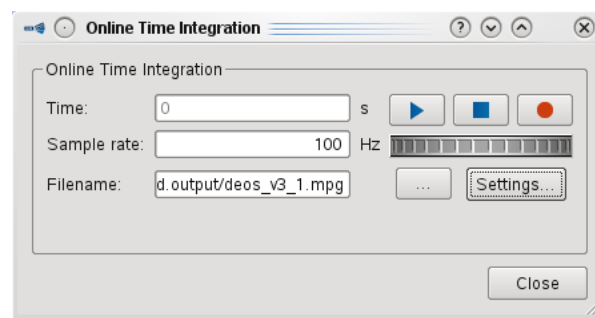 Online Time Integration
Online Time Integration
Time: 0 s
Sample rate: 100 Hz
Filename: d.output/deos_v3_1.mpg ... Settings...
Close